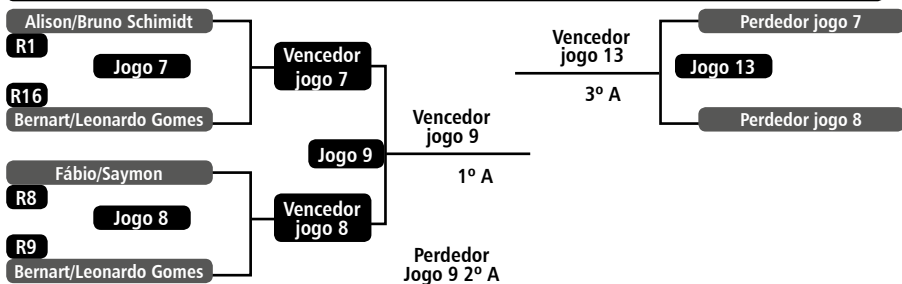 Alison/Bruno Schimidt
R1
Jogo 7
R16
Bernart/Leonardo Gomes
Fábio/Saymon
R8
Jogo 8
R9
Bernart/Leonardo Gomes
Vencedor
jogo 7
Jogo 9
Vencedor
jogo 8
Vencedor
jogo 9
1º A
Perdedor
Jogo 9 2º A
Vencedor
jogo 13
3º A
Perdedor jogo 7
Jogo 13
Perdedor jogo 8